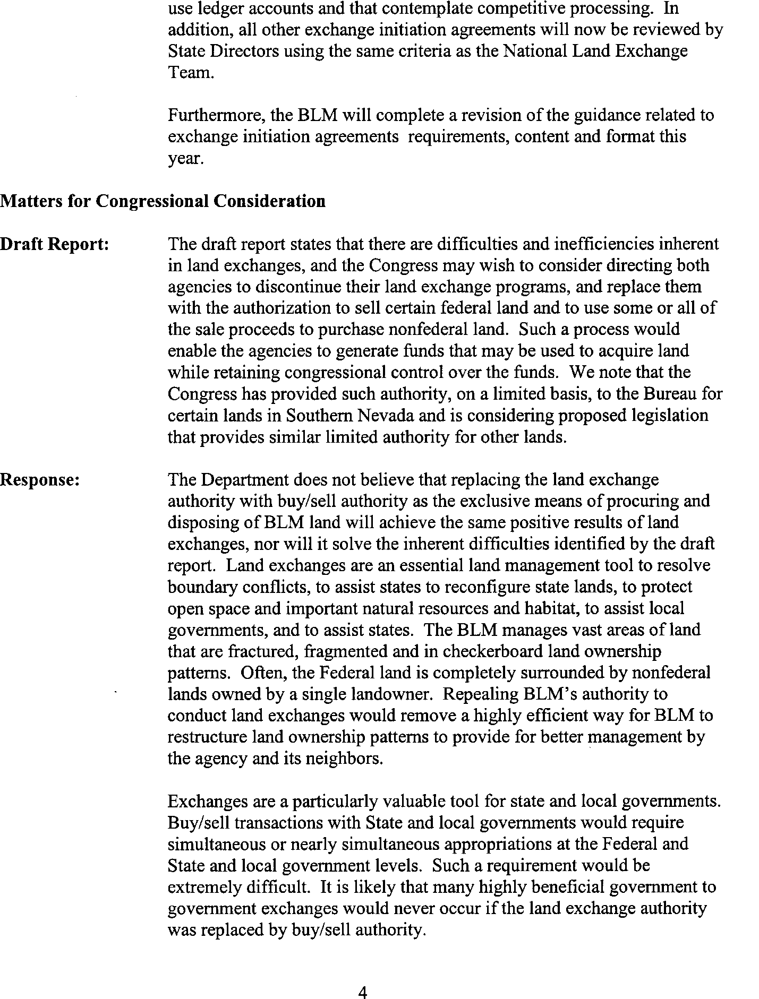 use ledger accounts and that contemplate competitive processing.  In
addition, all other exchange initiation agreements will now be reviewed by
State Directors using the same criteria as the National Land Exchange
Team.
Furthermore, the BLM will complete a revision of the guidance related to
exchange initiation agreements  requirements, content and format this
year.
Matters for Congressional Consideration
Draft Report: The draft report states that there are difficulties and inefficiencies inherent
in land exchanges, and the Congress may wish to consider directing both
agencies to discontinue their land exchange programs, and replace them
with the authorization to sell certain federal land and to use some or all of
the sale proceeds to purchase nonfederal land.  Such a process would
enable the agencies to generate funds that may be used to acquire land
while retaining congressional control over the funds.  We note that the
Congress has provided such authority, on a limited basis, to the Bureau for
certain lands in Southern Nevada and is considering proposed legislation
that provides similar limited authority for other lands.
Response: The Department does not believe that replacing the land exchange
authority with buy/sell authority as the exclusive means of procuring and
disposing of BLM land will achieve the same positive results of land
exchanges, nor will it solve the inherent difficulties identified by the draft
report.  Land exchanges are an essential land management tool to resolve
boundary conflicts, to assist states to reconfigure state lands, to protect
open space and important natural resources and habitat, to assist local
governments, and to assist states.  The BLM manages vast areas of land
that are fractured, fragmented and in checkerboard land ownership
patterns.  Often, the Federal land is completely surrounded by nonfederal
lands owned by a single landowner.  Repealing BLM's authority to
conduct land exchanges would remove a highly efficient way for BLM to
restructure land ownership patterns to provide for better management by
the agency and its neighbors.
Exchanges are a particularly valuable tool for state and local governments.
Buy/sell transactions with State and local governments would require
simultaneous or nearly simultaneous appropriations at the Federal and
State and local government levels.  Such a requirement would be
extremely difficult.  It is likely that many highly beneficial government to
government exchanges would never occur if the land exchange authority
was replaced by buy/sell authority.
4